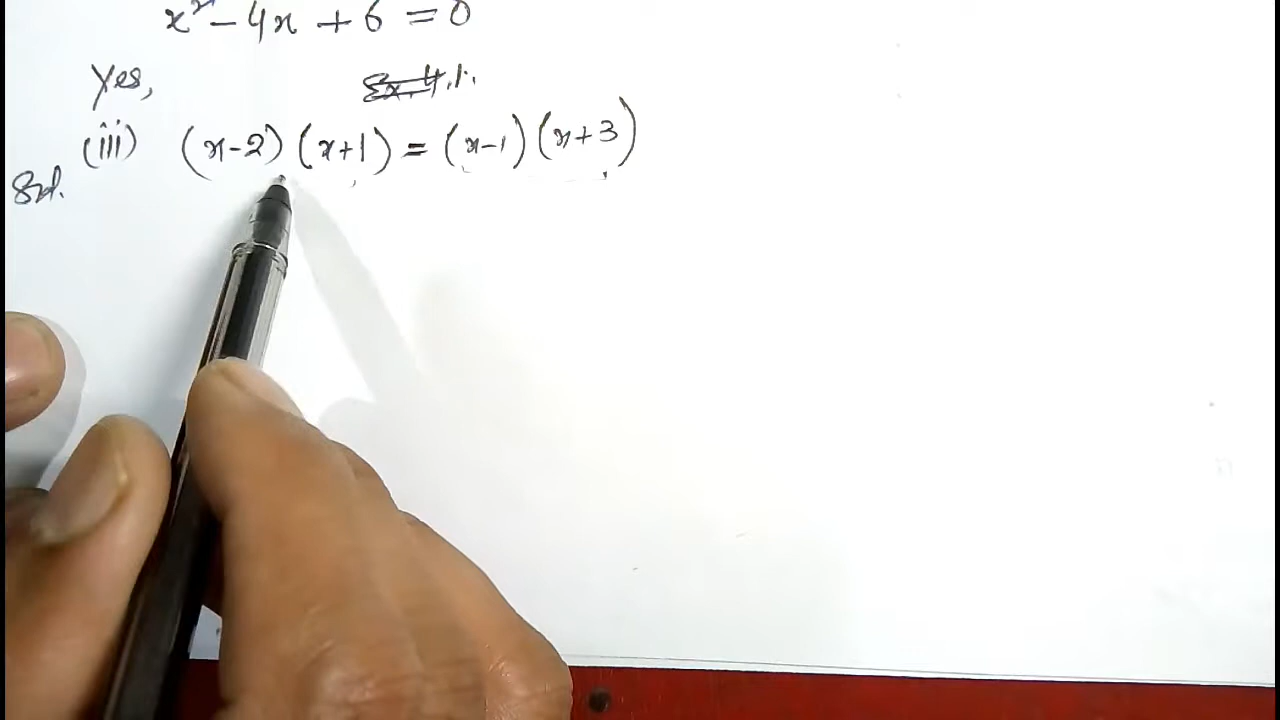 x² - 4x + 6 = 0
Yes, Ex. 4.1.
(iii) (x-2) (x+1) = (x-1) (x+3)
Sol.